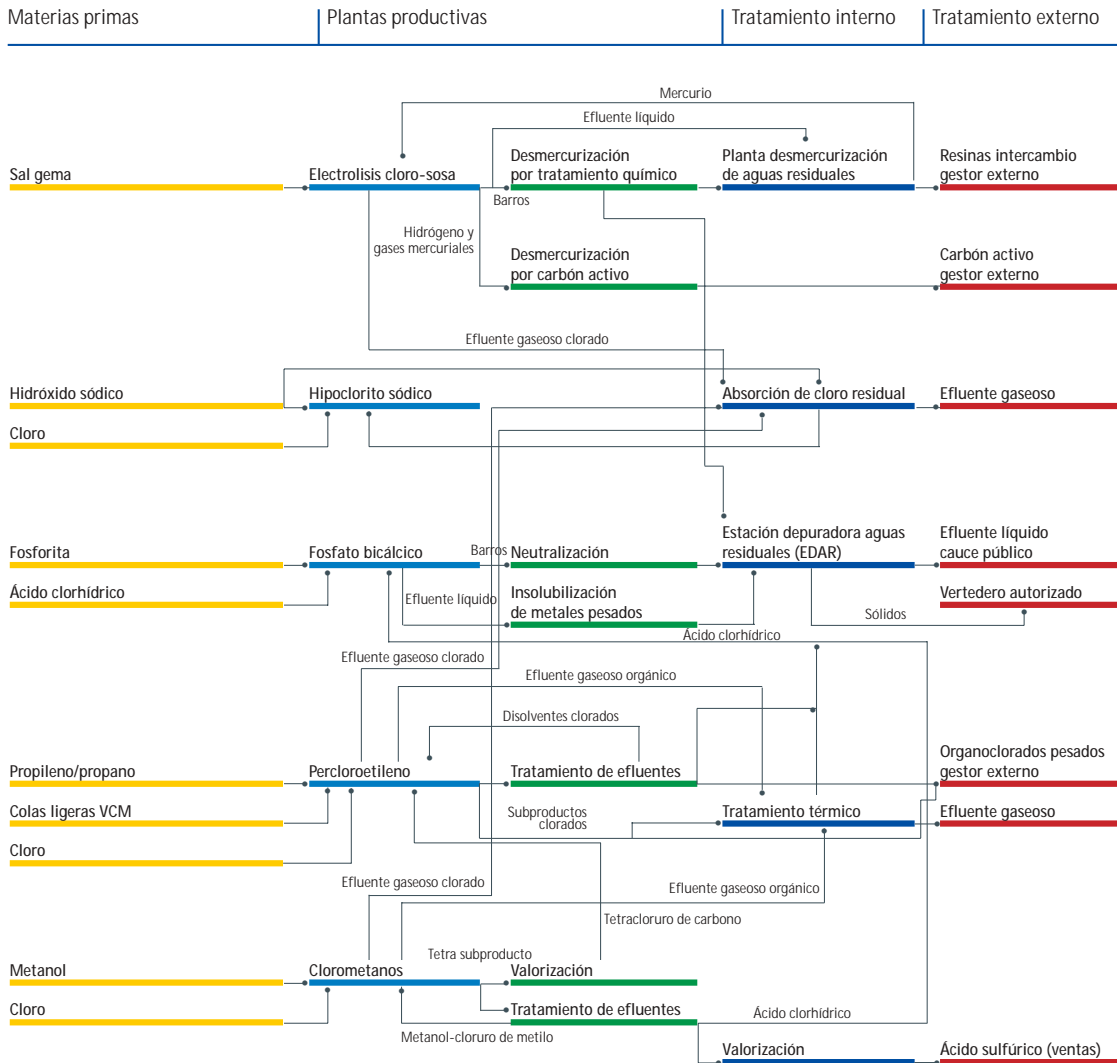 Materias primas
Plantas productivas
Tratamiento interno
Tratamiento externo
Mercurio
Efluente líquido
Sal gema
Electrolisis cloro-sosa
Desmercurización
por tratamiento químico
Planta desmercurización
de aguas residuales
Resinas intercambio
gestor externo
Barros
Hidrógeno y
gases mercuriales
Desmercurización
por carbón activo
Carbón activo
gestor externo
Efluente gaseoso clorado
Hidróxido sódico
Hipoclorito sódico
Absorción de cloro residual
Efluente gaseoso
Cloro
Fosforita
Fosfato bicálcico
Barros
Neutralización
Estación depuradora aguas
residuales (EDAR)
Efluente líquido
cauce público
Ácido clorhídrico
Efluente líquido
Insolubilización
de metales pesados
Vertedero autorizado
Sólidos
Ácido clorhídrico
Efluente gaseoso clorado
Efluente gaseoso orgánico
Disolventes clorados
Propileno/propano
Percloroetileno
Tratamiento de efluentes
Organoclorados pesados
gestor externo
Colas ligeras VCM
Subproductos
clorados
Tratamiento térmico
Efluente gaseoso
Cloro
Efluente gaseoso clorado
Efluente gaseoso orgánico
Tetracloruro de carbono
Tetra subproducto
Metanol
Clorometanos
Valorización
Cloro
Tratamiento de efluentes
Ácido clorhídrico
Metanol-cloruro de metilo
Valorización
Ácido sulfúrico (ventas)